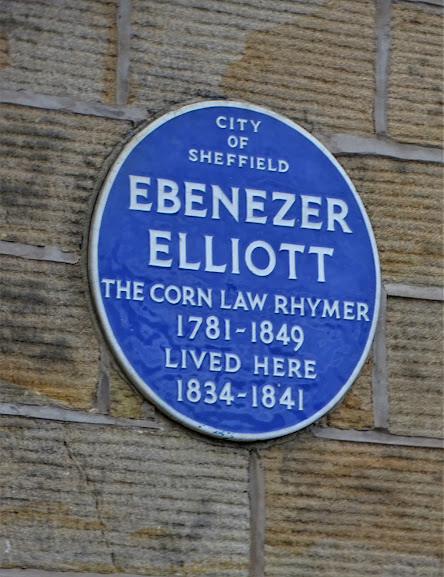 CITY
OF
SHEFFIELD
EBENEZER
ELLIOTT
THE CORN LAW RHYMER
1781-1849
LIVED HERE
1834-1841